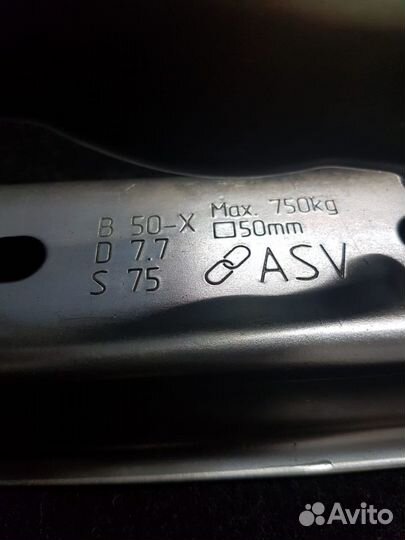 B 50-X Max. 750kg
D 7.7 □50mm
S 75 ASV
Avito